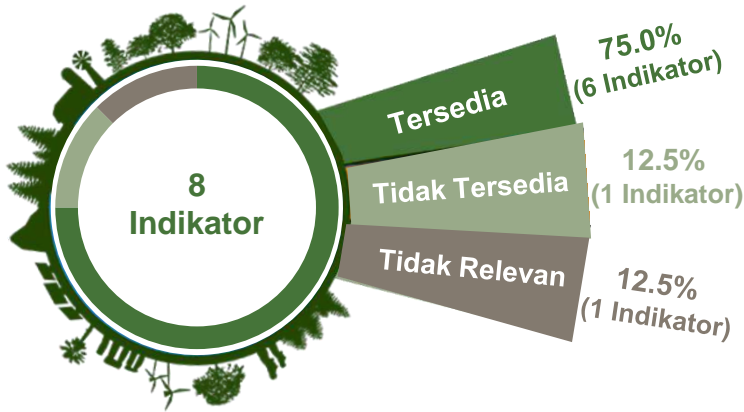 8
Indikator
Tersedia
75.0%
(6 Indikator)
Tidak Tersedia
12.5%
(1 Indikator)
Tidak Relevan
12.5%
(1 Indikator)